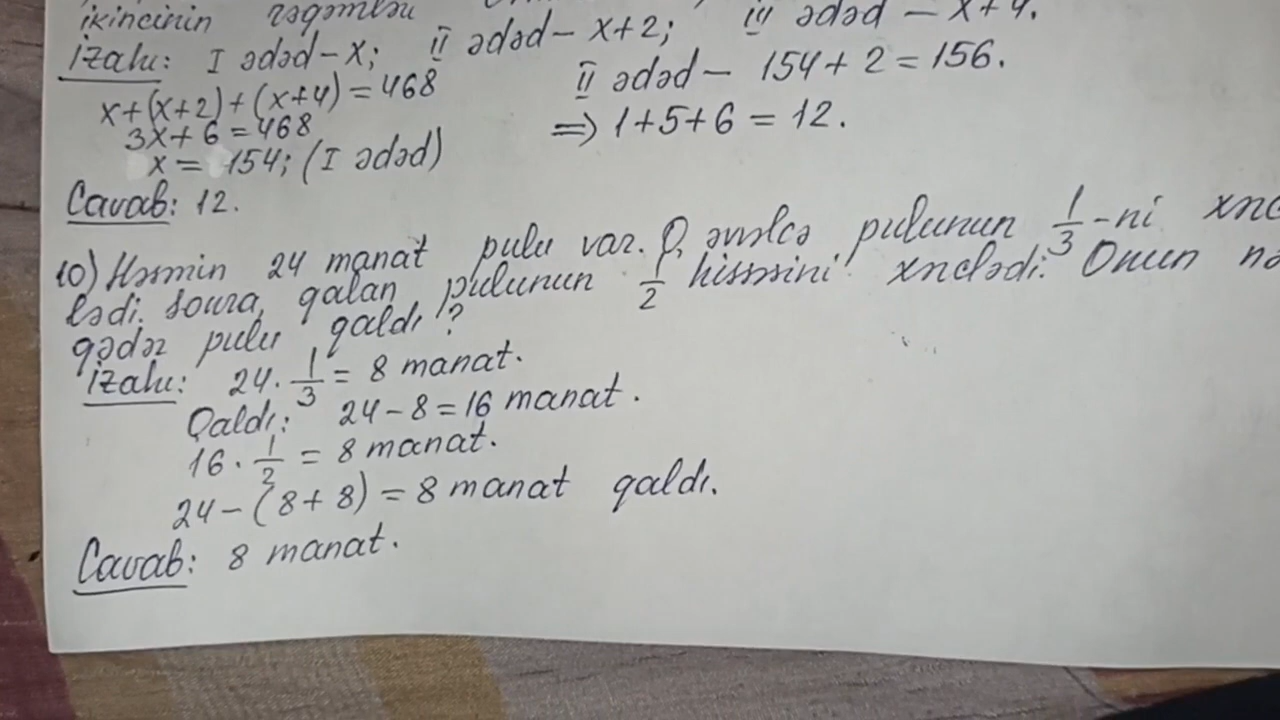 ikincinin rəqəmləri
İzahı: I ədəd – x; II ədəd – x+2; III ədəd – x+4.
x+(x+2)+(x+4)=468
II ədəd – 154+2=156.
3x+6=468
=> 1+5+6=12.
x= 154; (I ədəd)
Cavab: 12.
10) Həsənin 24 manat pulu var. O, əvvəlcə pulunun 1/3-ni xərc
lədi. Sonra, qalan pulunun 1/2 hissəsini xərclədi. Onun nə
qədər pulu qaldı?
İzahı: 24 · 1/3 = 8 manat.
Qaldı: 24-8=16 manat.
16 · 1/2 = 8 manat.
24-(8+8)=8 manat qaldı.
Cavab: 8 manat.